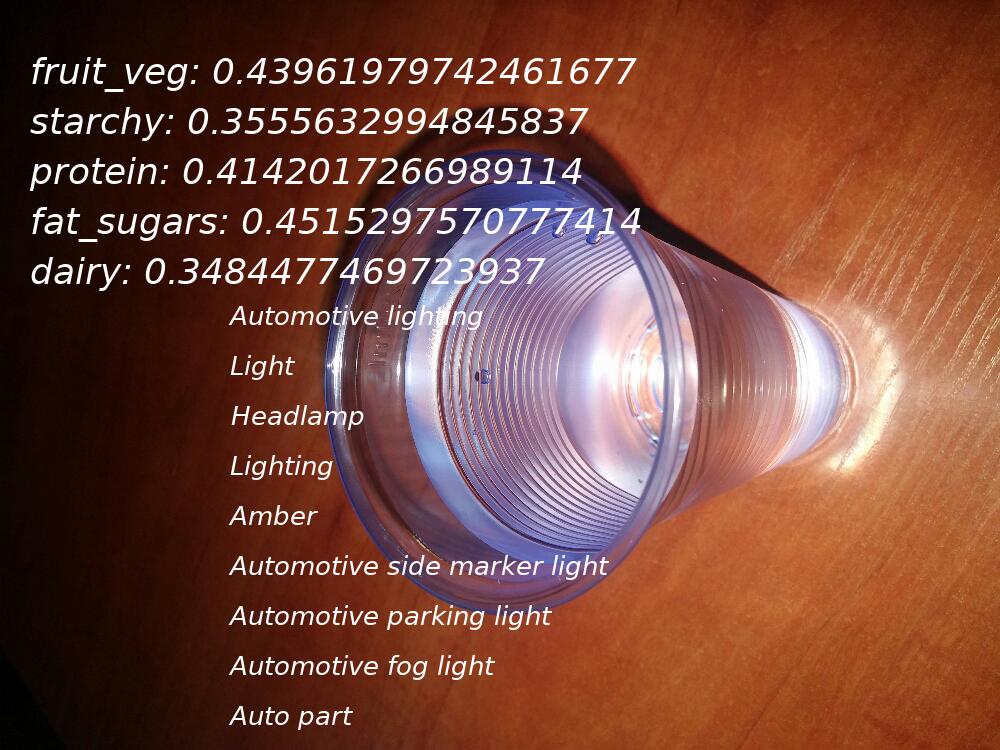 fruit_veg: 0.43961979742461677
starchy: 0.3555632994845837
protein: 0.4142017266989114
fat_sugars: 0.4515297570777414
dairy: 0.3484477469723937
Automotive lighting
Light
Headlamp
Lighting
Amber
Automotive side marker light
Automotive parking light
Automotive fog light
Auto part